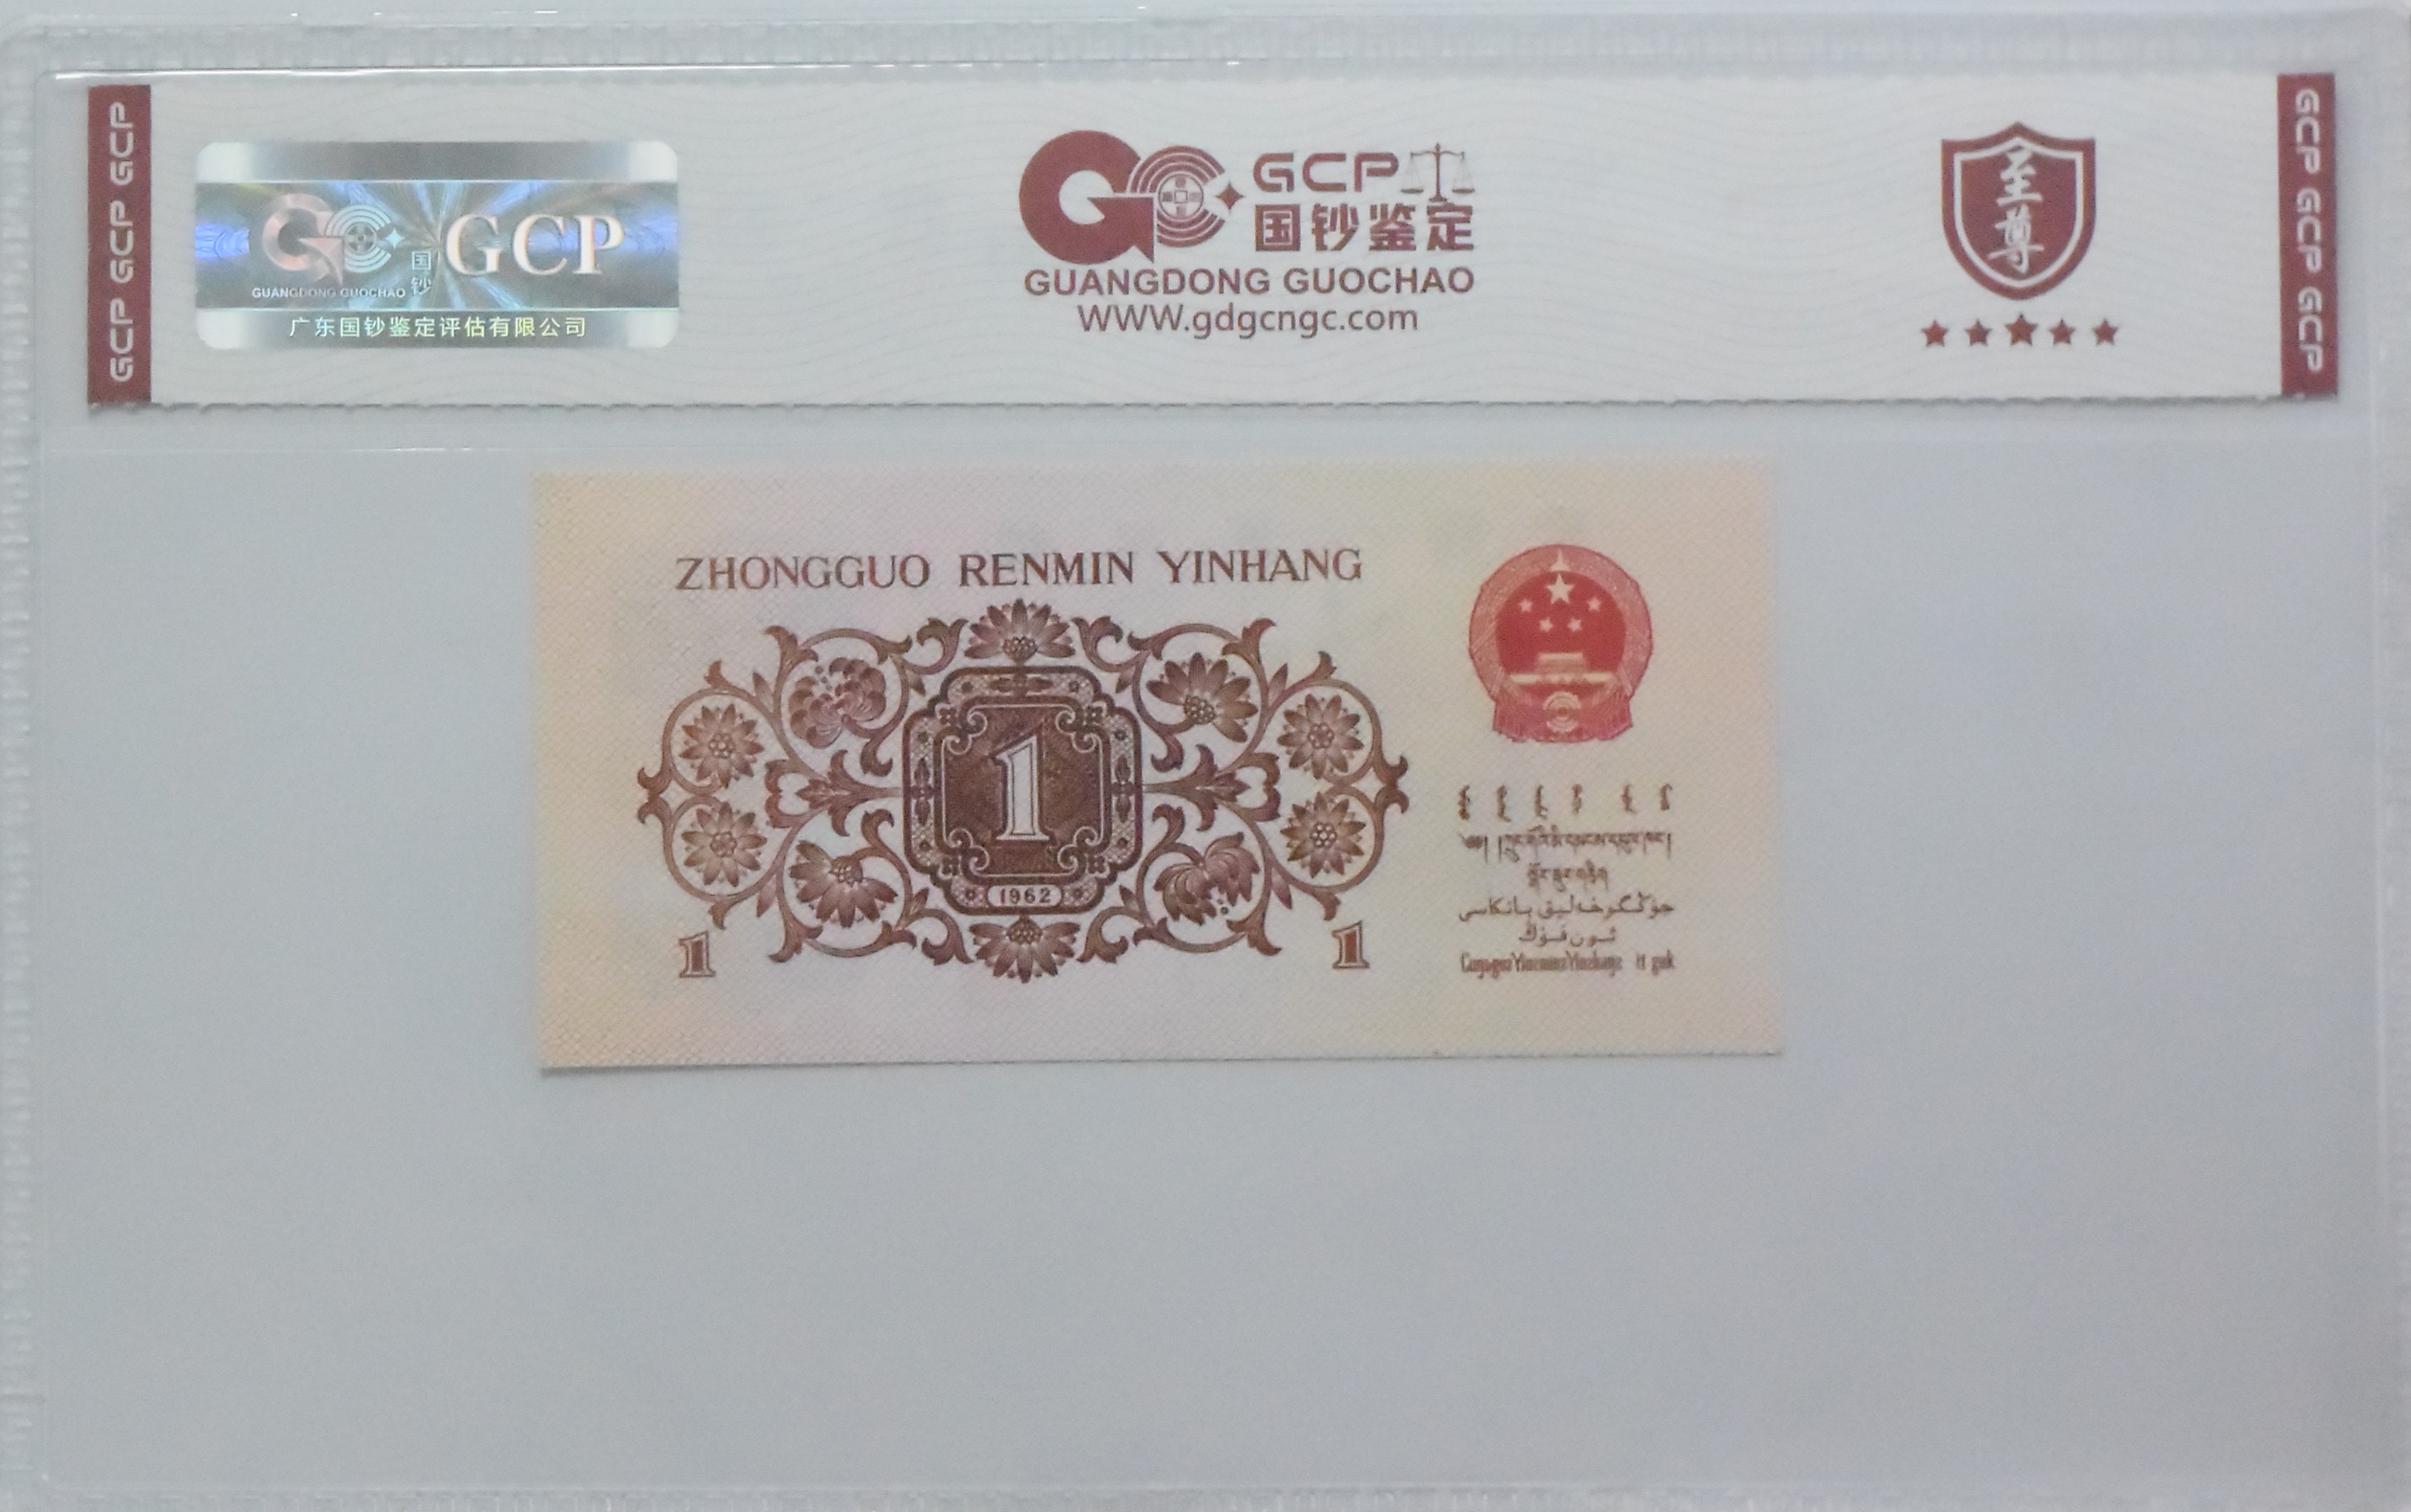 GCP GCP GCP
GCP
国钞
GUANGDONG GUOCHAO
广东国钞鉴定评估有限公司
GCP
国钞鉴定
GUANGDONG GUOCHAO
WWW.gdgcngc.com
至尊
GCP GCP GCP
ZHONGGUO RENMIN YINHANG
1
1962
1
1
جۇڭگوخەلىق بانكاسى